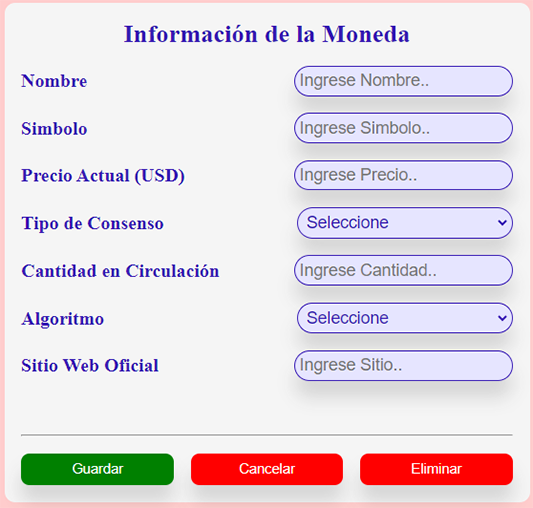 Información de la Moneda
Nombre Ingrese Nombre..
Simbolo Ingrese Simbolo..
Precio Actual (USD) Ingrese Precio..
Tipo de Consenso Seleccione
Cantidad en Circulación Ingrese Cantidad..
Algoritmo Seleccione
Sitio Web Oficial Ingrese Sitio..
Guardar Cancelar Eliminar